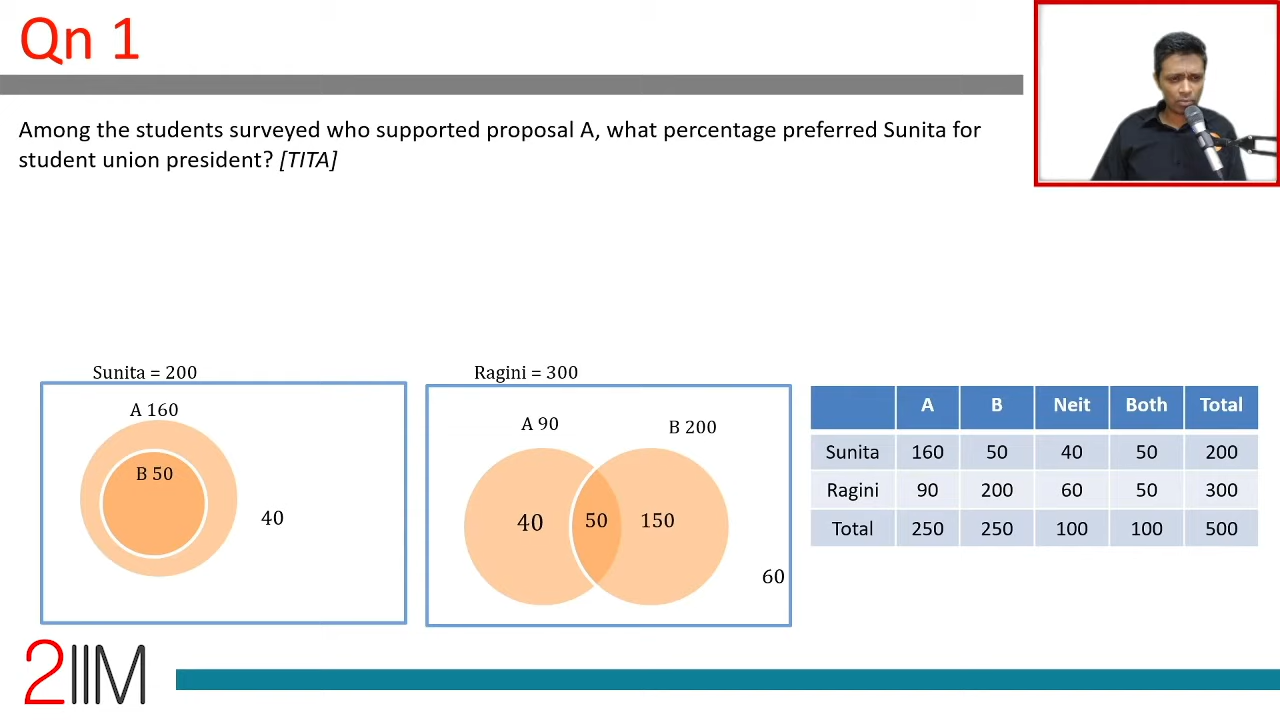 Qn 1
Among the students surveyed who supported proposal A, what percentage preferred Sunita for
student union president? [TITA]
Sunita = 200
A 160
B 50
40
Ragini = 300
A 90
B 200
40
50
150
60
A B Neit Both Total
Sunita 160 50 40 50 200
Ragini 90 200 60 50 300
Total 250 250 100 100 500
2IIM